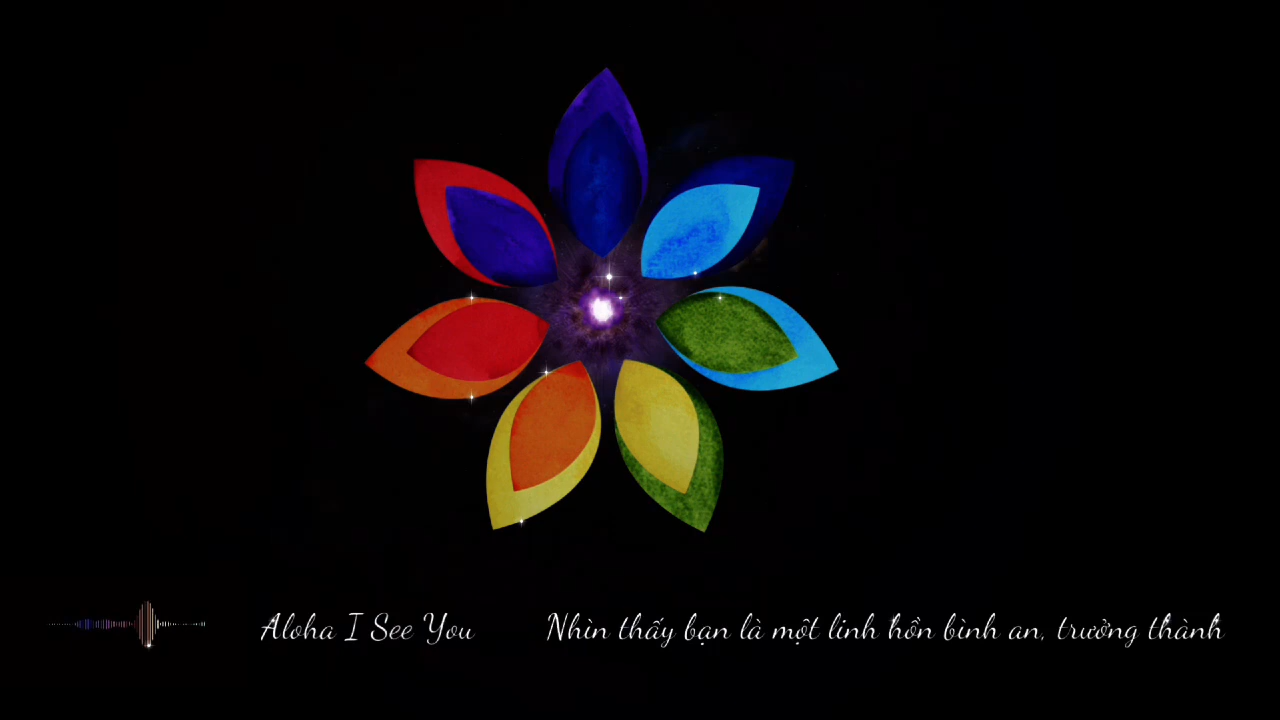 Aloha I See You Nhìn thấy bạn là một linh hồn bình an, trưởng thành